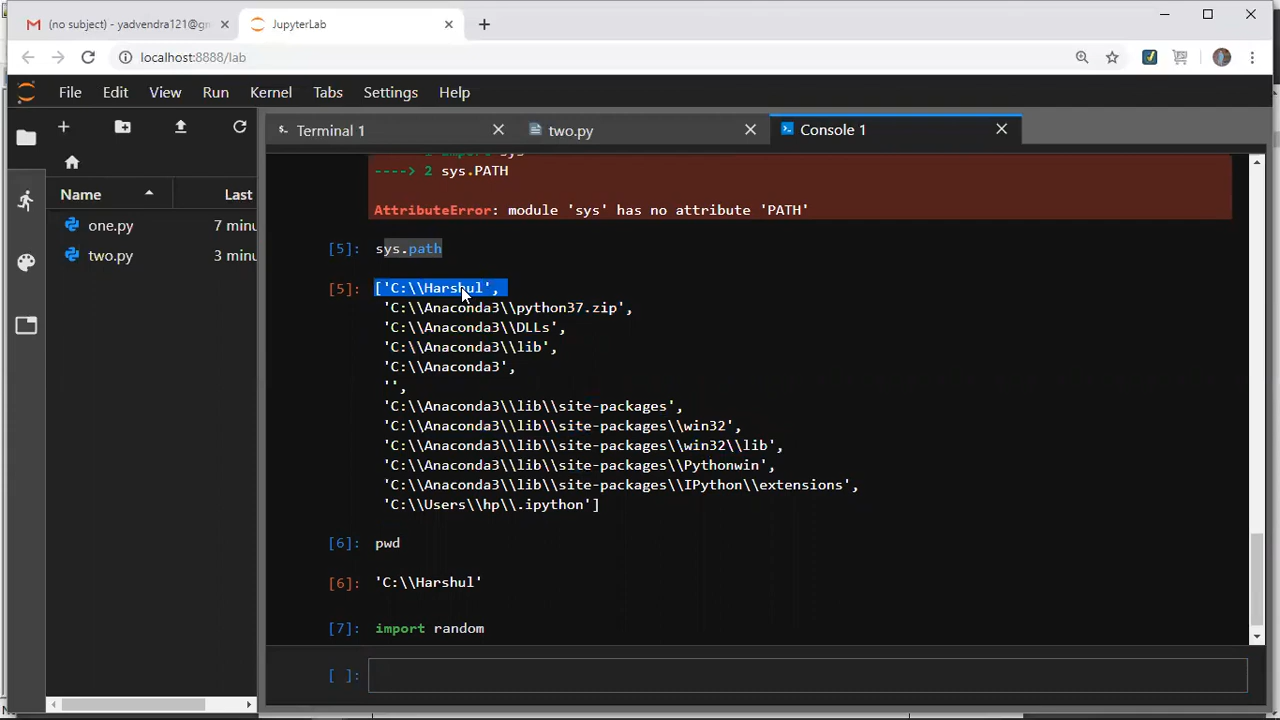 (no subject) - yadvendra121@gr
JupyterLab
localhost:8888/lab
File Edit View Run Kernel Tabs Settings Help
Terminal 1
two.py
Console 1
Name
Last
one.py 7 minu
two.py 3 minu
----> 2 sys.PATH
AttributeError: module 'sys' has no attribute 'PATH'
[5]: sys.path
[5]: ['C:\\Harshul',
'C:\\Anaconda3\\python37.zip',
'C:\\Anaconda3\\DLLs',
'C:\\Anaconda3\\lib',
'C:\\Anaconda3',
'',
'C:\\Anaconda3\\lib\\site-packages',
'C:\\Anaconda3\\lib\\site-packages\\win32',
'C:\\Anaconda3\\lib\\site-packages\\win32\\lib',
'C:\\Anaconda3\\lib\\site-packages\\Pythonwin',
'C:\\Anaconda3\\lib\\site-packages\\IPython\\extensions',
'C:\\Users\\hp\\.ipython']
[6]: pwd
[6]: 'C:\\Harshul'
[7]: import random
[ ]: